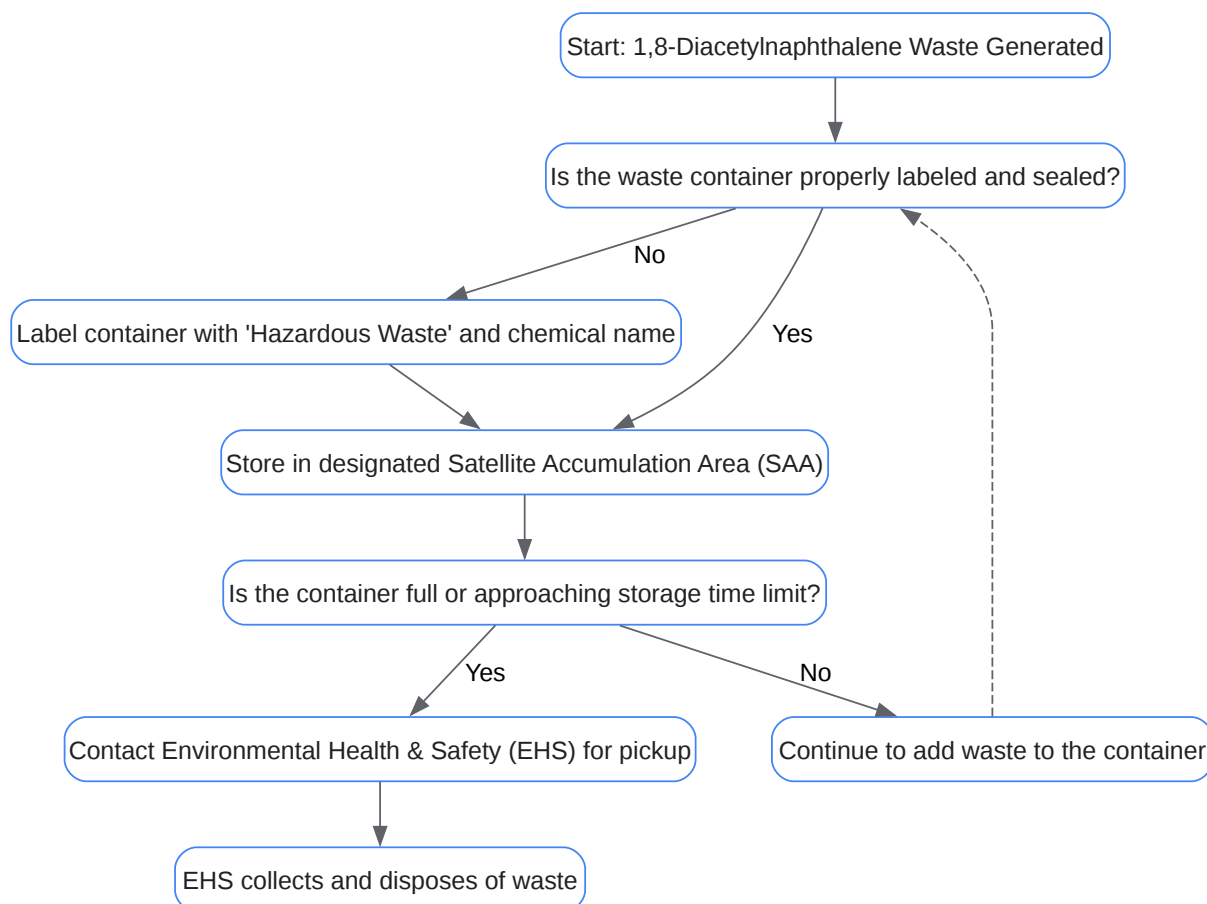 Start: 1,8-Diacetylnaphthalene Waste Generated
Is the waste container properly labeled and sealed?
No
Label container with 'Hazardous Waste' and chemical name
Yes
Store in designated Satellite Accumulation Area (SAA)
Is the container full or approaching storage time limit?
Yes
No
Contact Environmental Health & Safety (EHS) for pickup
Continue to add waste to the container
EHS collects and disposes of waste